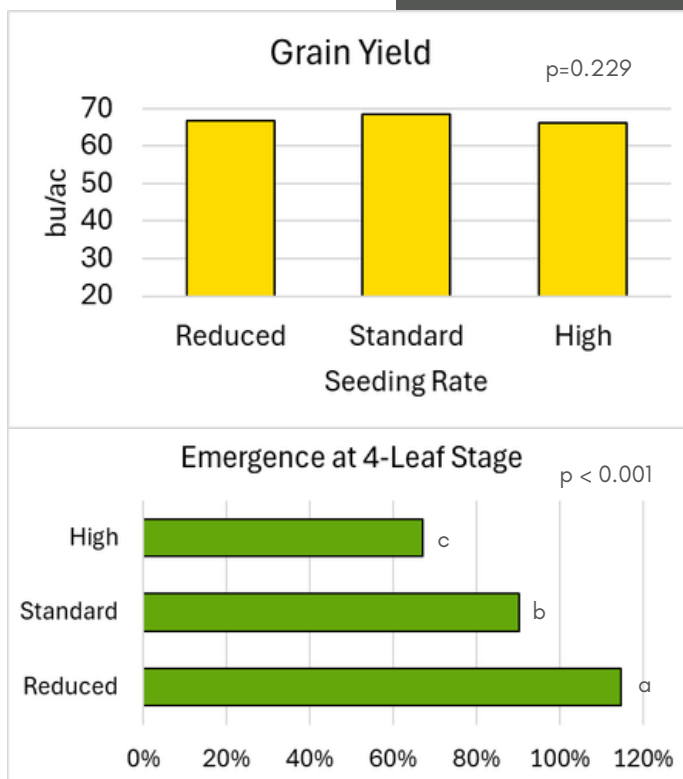 Grain Yield
p=0.229
70
60
50
40
30
20
bu/ac
Reduced Standard High
Seeding Rate
Emergence at 4-Leaf Stage
p < 0.001
High c
Standard b
Reduced a
0% 20% 40% 60% 80% 100% 120%